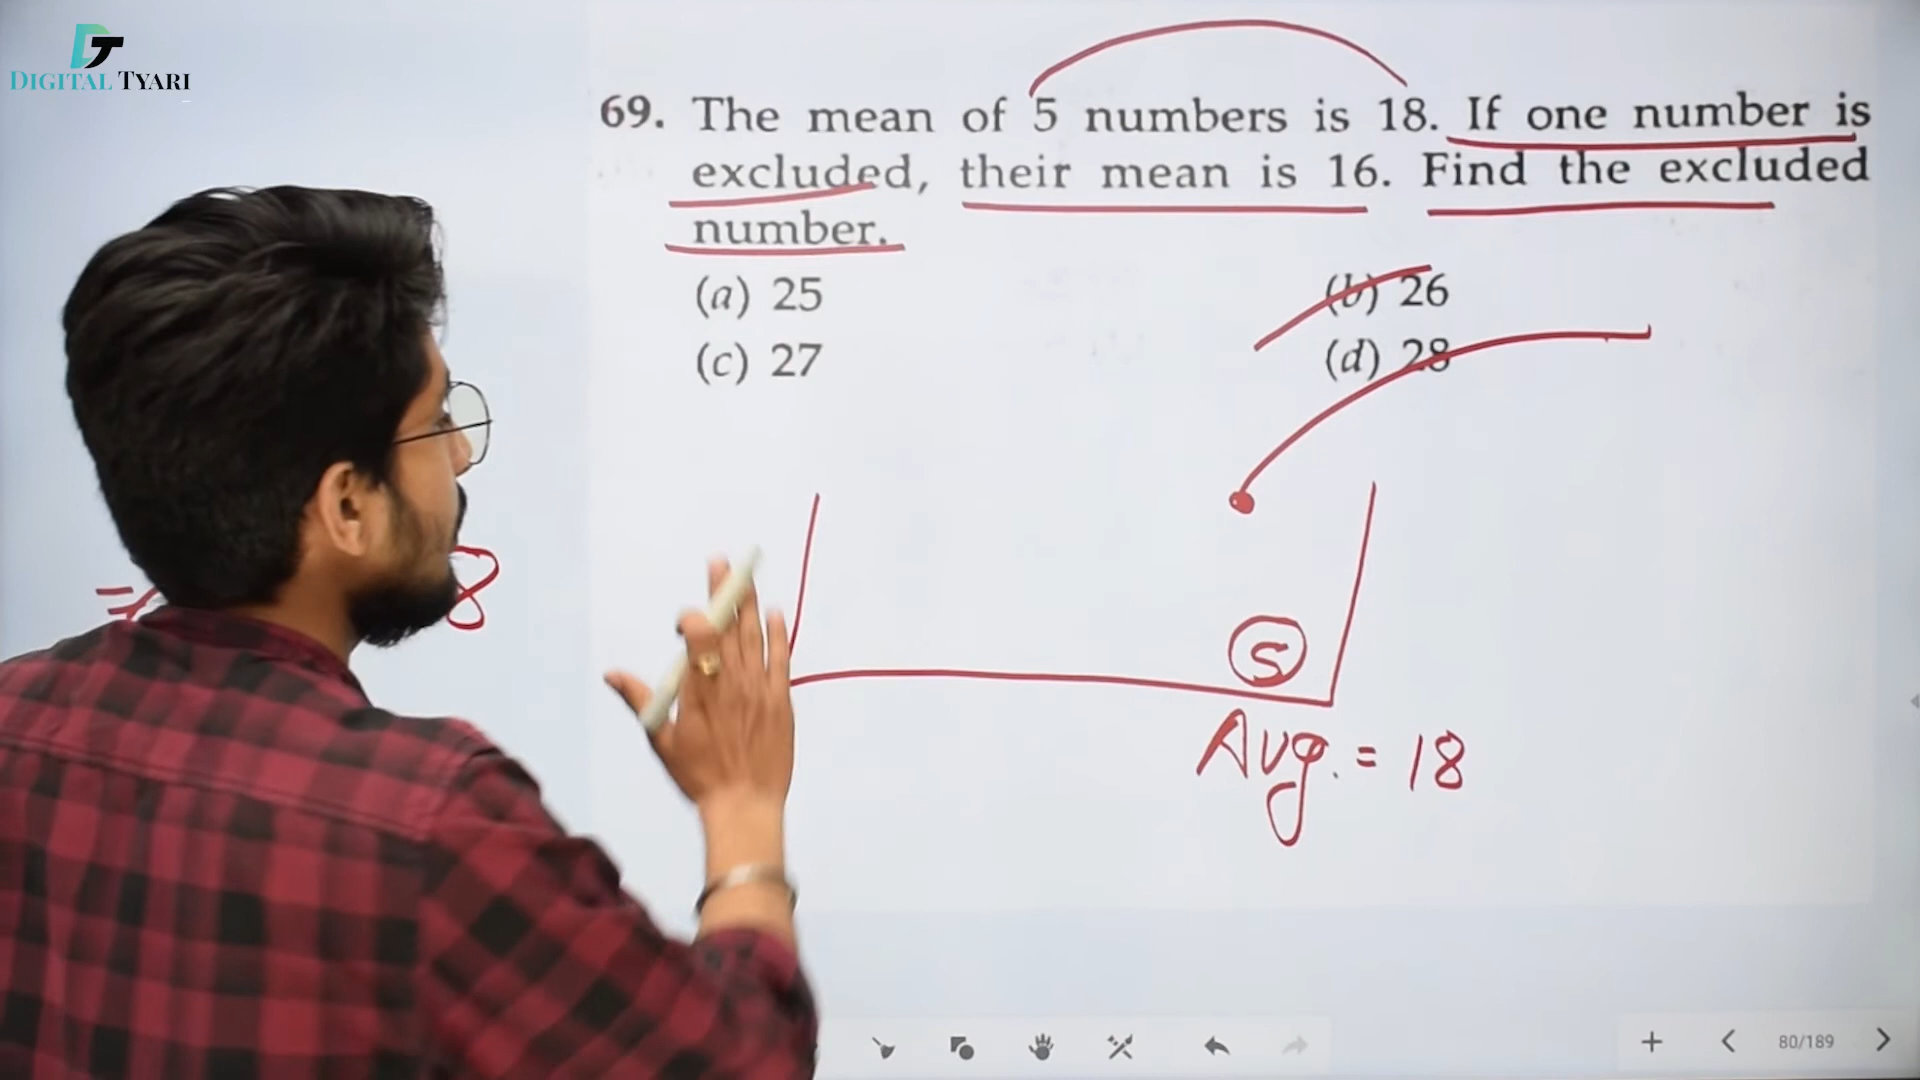 DIGITAL TYARI
69. The mean of 5 numbers is 18. If one number is
excluded, their mean is 16. Find the excluded
number.
(a) 25 (b) 26
(c) 27 (d) 28
8
5
Avg. = 18
80/189